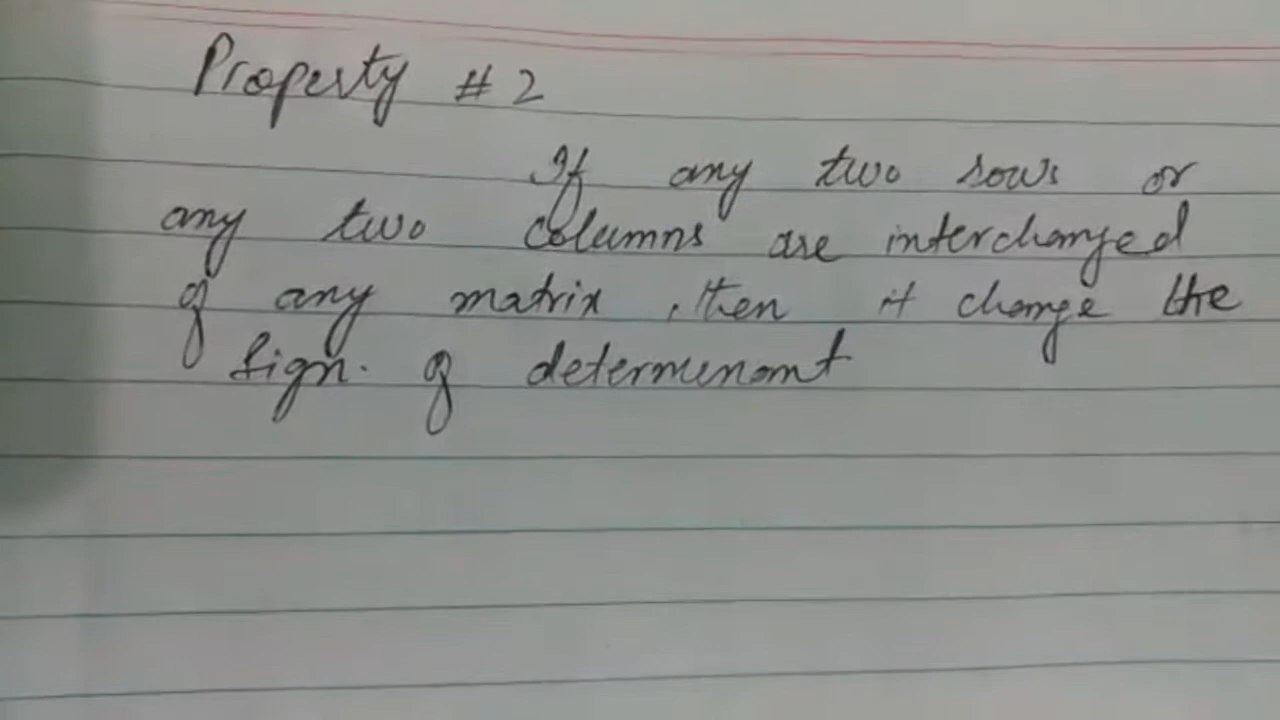 Property # 2
If any two rows or
any two columns are interchanged
of any matrix, then it change the
Sign. of determenant